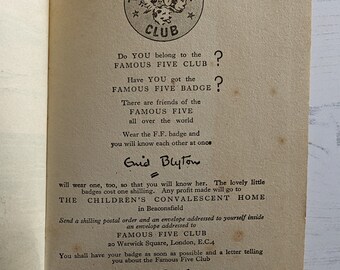 CLUB
Do YOU belong to the
FAMOUS FIVE CLUB ?
Have YOU got the
FAMOUS FIVE BADGE ?
There are friends of the
FAMOUS FIVE
all over the world
Wear the F.F. badge and
you will know each other at once
Enid Blyton
will wear one, too, so that you will know her. The lovely little
badges cost one shilling. Any profit made will go to
THE CHILDREN'S CONVALESCENT HOME
in Beaconsfield
Send a shilling postal order and an envelope addressed to yourself inside
an envelope addressed to
FAMOUS FIVE CLUB
20 Warwick Square, London, E.C.4
You shall have your badge as soon as possible and a letter telling
you about the Famous Five Club